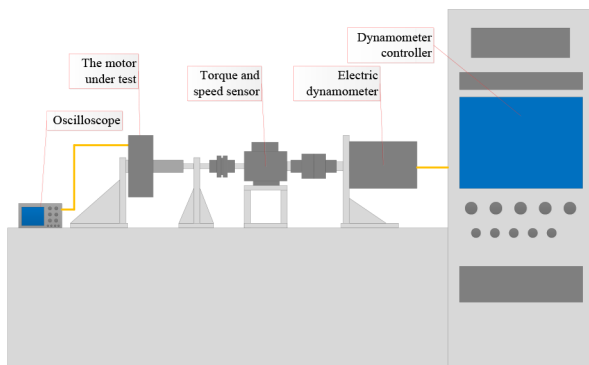 Dynamometer
controller
The motor
under test
Torque and
speed sensor
Electric
dynamometer
Oscilloscope